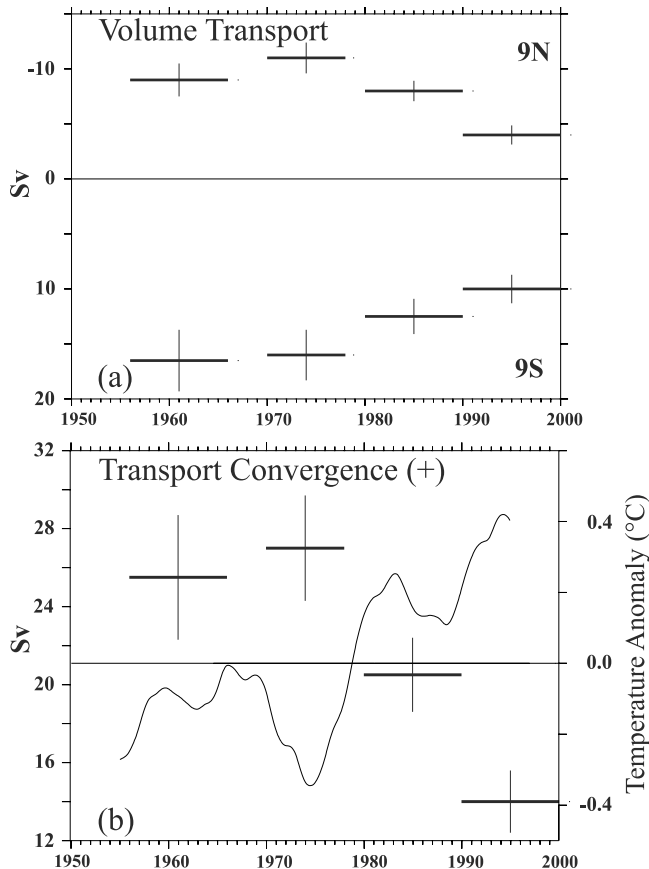 Volume Transport
9N
-10
0
10
20
Sv
9S
(a)
1950 1960 1970 1980 1990 2000
Transport Convergence (+)
32
28
24
20
16
12
Sv
0.4
0.0
-0.4
Temperature Anomaly (°C)
(b)
1950 1960 1970 1980 1990 2000